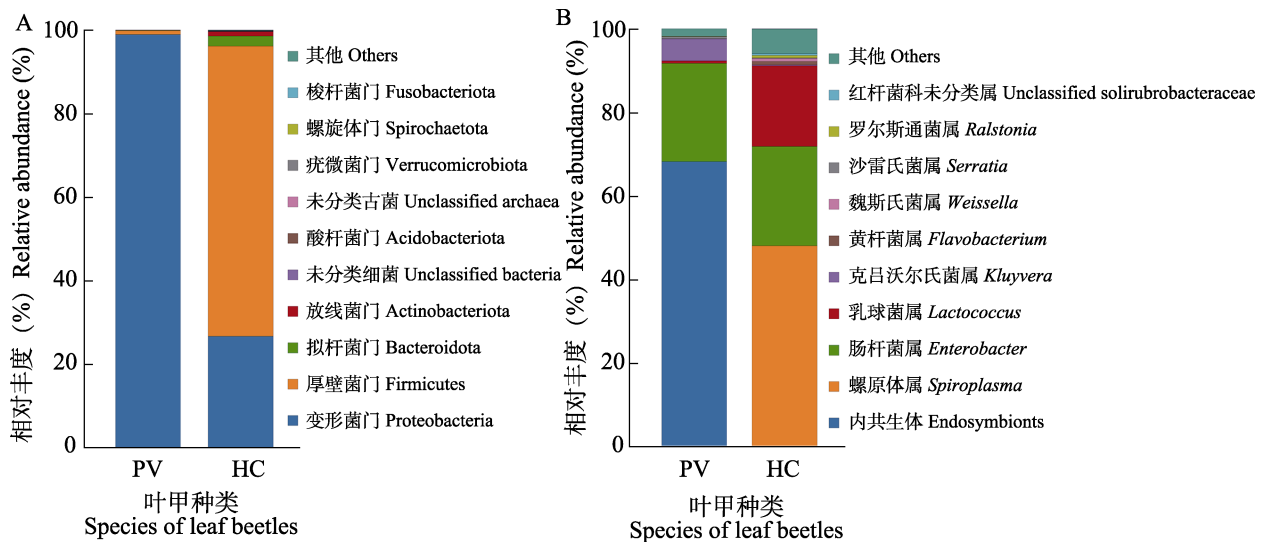 A
相对丰度（%）Relative abundance (%)
100
80
60
40
20
0
PV HC
叶甲种类
Species of leaf beetles
其他 Others
梭杆菌门 Fusobacteriota
螺旋体门 Spirochaetota
疣微菌门 Verrucomicrobiota
未分类古菌 Unclassified archaea
酸杆菌门 Acidobacteriota
未分类细菌 Unclassified bacteria
放线菌门 Actinobacteriota
拟杆菌门 Bacteroidota
厚壁菌门 Firmicutes
变形菌门 Proteobacteria
B
相对丰度（%）Relative abundance (%)
100
80
60
40
20
0
PV HC
叶甲种类
Species of leaf beetles
其他 Others
红杆菌科未分类属 Unclassified solirubrobacteraceae
罗尔斯通菌属 Ralstonia
沙雷氏菌属 Serratia
魏斯氏菌属 Weissella
黄杆菌属 Flavobacterium
克吕沃尔氏菌属 Kluyvera
乳球菌属 Lactococcus
肠杆菌属 Enterobacter
螺原体属 Spiroplasma
内共生体 Endosymbionts